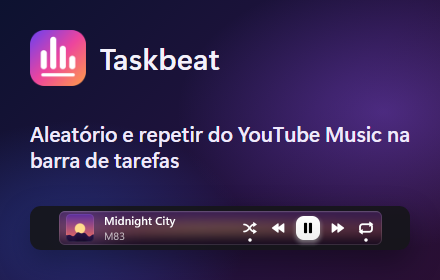 Taskbeat
Aleatório e repetir do YouTube Music na
barra de tarefas
Midnight City
M83